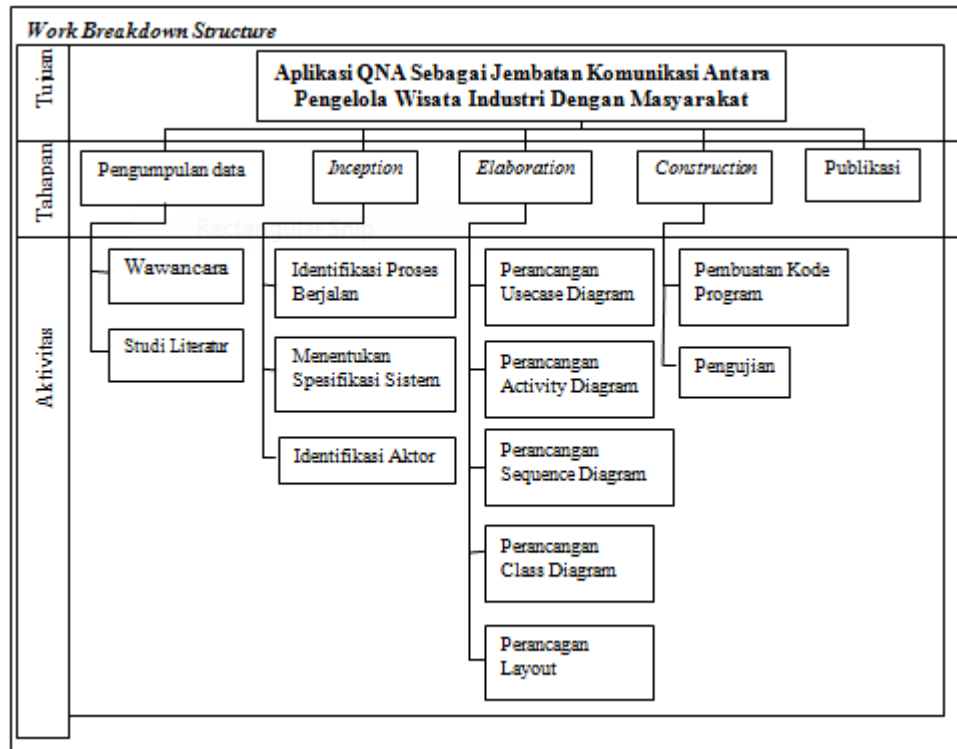 Work Breakdown Structure
Tujuan
Aplikasi QNA Sebagai Jembatan Komunikasi Antara
Pengelola Wisata Industri Dengan Masyarakat
Tahapan
Pengumpulan data
Inception
Elaboration
Construction
Publikasi
Rectangular Snip
Aktivitas
Wawancara
Studi Literatur
Identifikasi Proses
Berjalan
Menentukan
Spesifikasi Sistem
Identifikasi Aktor
Perancangan
Usecase Diagram
Perancangan
Activity Diagram
Perancangan
Sequence Diagram
Perancangan
Class Diagram
Perancagan
Layout
Pembuatan Kode
Program
Pengujian